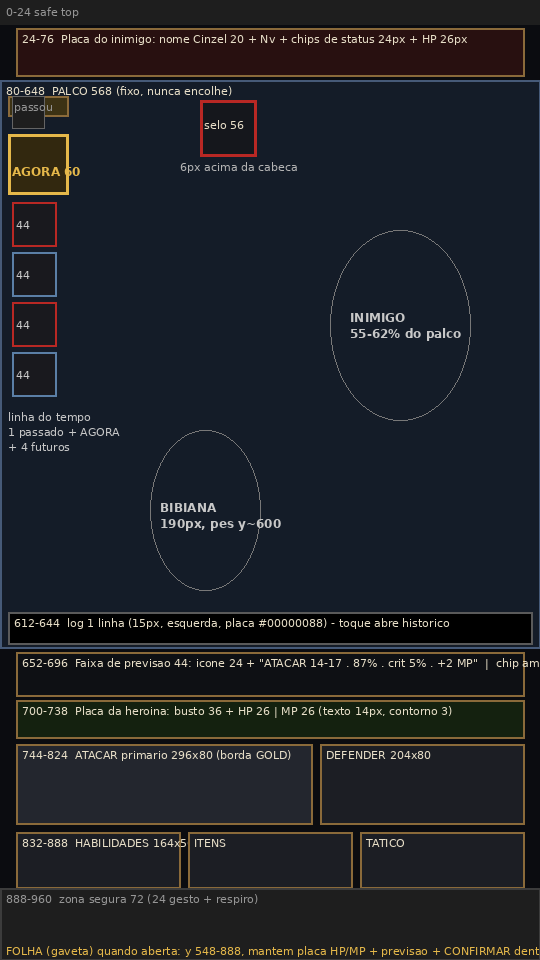 0-24 safe top
24-76  Placa do inimigo: nome Cinzel 20 + Nv + chips de status 24px + HP 26px
80-648  PALCO 568 (fixo, nunca encolhe)
passou
selo 56
6px acima da cabeca
AGORA 60
44
44
44
44
INIMIGO
55-62% do palco
linha do tempo
1 passado + AGORA
+ 4 futuros
BIBIANA
190px, pes y~600
612-644  log 1 linha (15px, esquerda, placa #00000088) - toque abre historico
652-696  Faixa de previsao 44: icone 24 + "ATACAR 14-17 . 87% . crit 5% . +2 MP"  |  chip am
700-738  Placa da heroina: busto 36 + HP 26 | MP 26 (texto 14px, contorno 3)
744-824  ATACAR primario 296x80 (borda GOLD)
DEFENDER 204x80
832-888  HABILIDADES 164x5
ITENS
TATICO
888-960  zona segura 72 (24 gesto + respiro)
FOLHA (gaveta) quando aberta: y 548-888, mantem placa HP/MP + previsao + CONFIRMAR dent